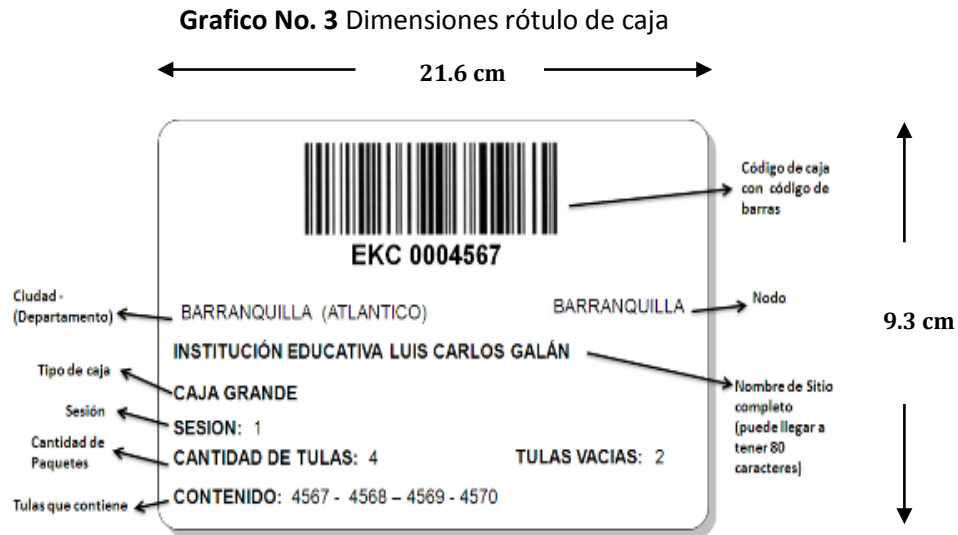 Grafico No. 3 Dimensiones rótulo de caja
21.6 cm
Código de caja
con código de
barras
EKC 0004567
Ciudad -
(Departamento)
BARRANQUILLA (ATLANTICO)
BARRANQUILLA
Nodo
9.3 cm
INSTITUCIÓN EDUCATIVA LUIS CARLOS GALÁN
Tipo de caja
CAJA GRANDE
Nombre de Sitio
completo
(puede llegar a
tener 80
caracteres)
Sesión
SESION: 1
Cantidad de
Paquetes
CANTIDAD DE TULAS: 4
TULAS VACIAS: 2
Tulas que contiene
CONTENIDO: 4567 - 4568 – 4569 - 4570